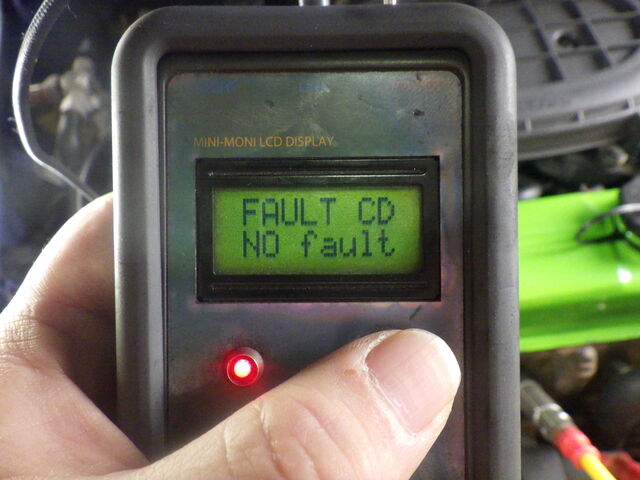 MINI-MONI LCD DISPLAY
FAULT CD
NO fault